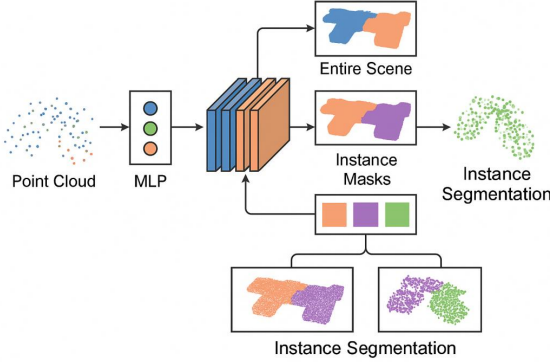 Entire Scene
Point Cloud
MLP
Instance
Masks
Instance
Segmentation
Instance Segmentation